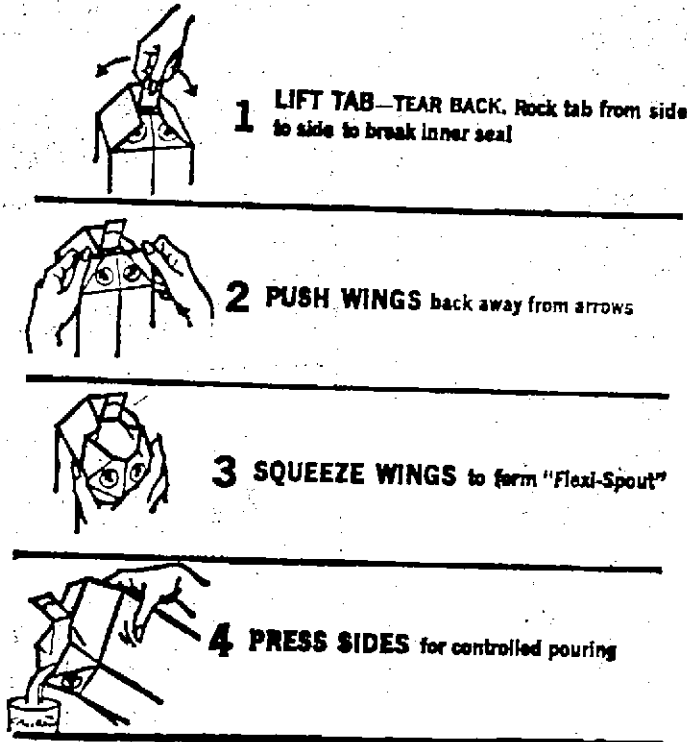 1 LIFT TAB—TEAR BACK. Rock tab from side
to side to break inner seal
2 PUSH WINGS back away from arrows
3 SQUEEZE WINGS to form "Flexi-Spout"
4 PRESS SIDES for controlled pouring